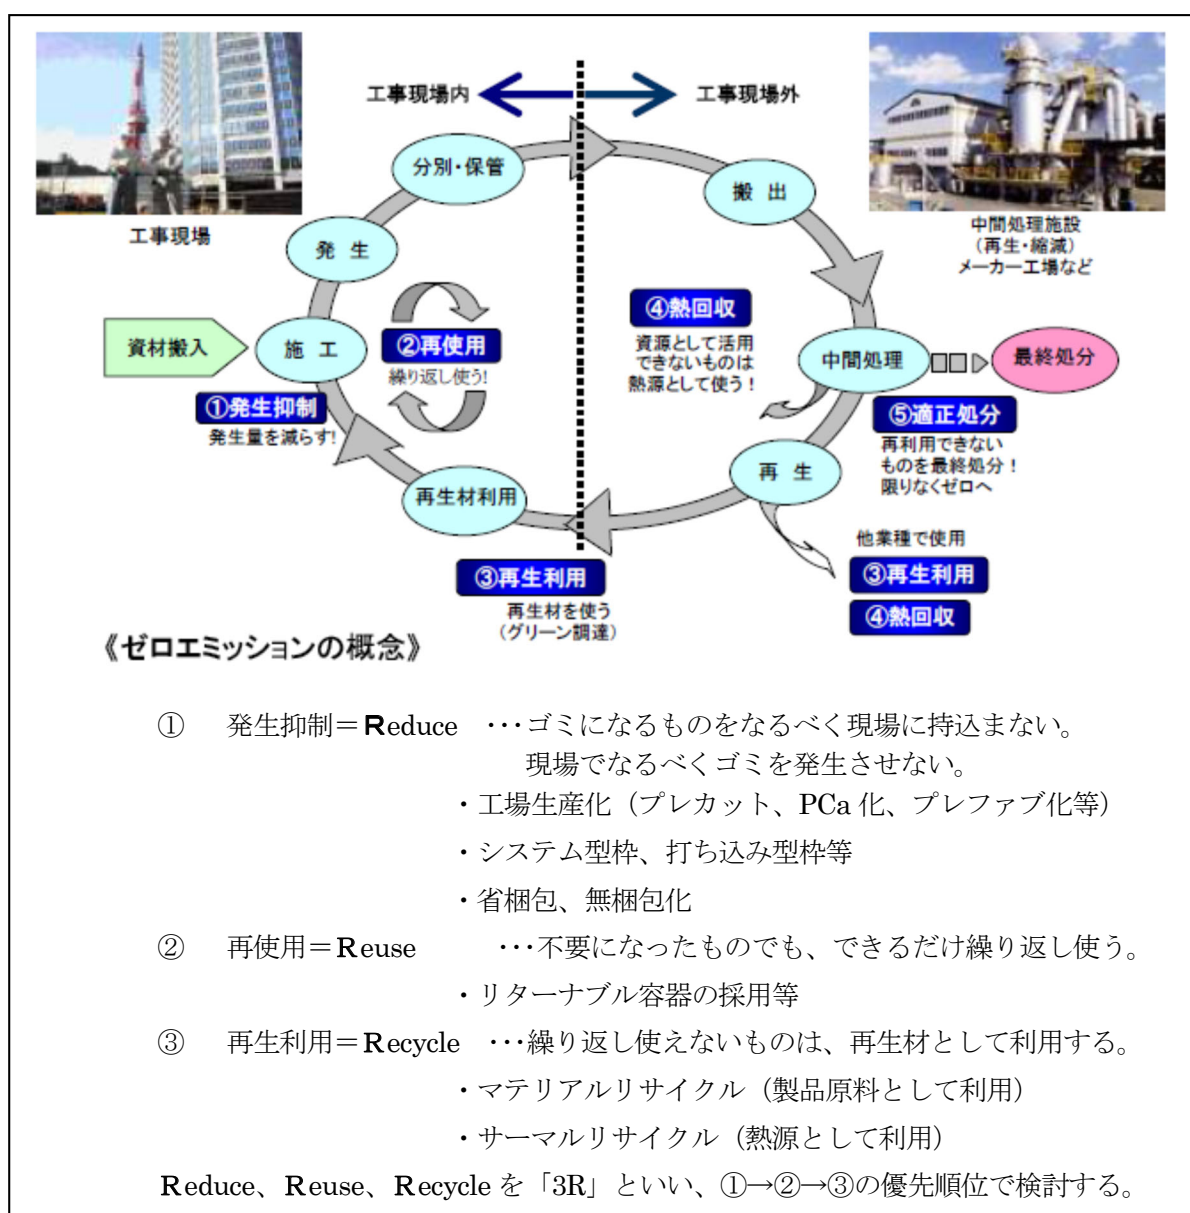 工事現場内
工事現場外
分別・保管
搬 出
工事現場
中間処理施設
(再生・縮減)
メーカー工場など
発 生
④熱回収
資源として活用
できないものは
熱源として使う!
資材搬入
施 工
②再使用
繰り返し使う!
中間処理
最終処分
①発生抑制
発生量を減らす!
⑤適正処分
再利用できない
ものを最終処分!
限りなくゼロへ
再 生
再生材利用
他業種で使用
③再生利用
④熱回収
③再生利用
再生材を使う
(グリーン調達)
《ゼロエミッションの概念》
① 発生抑制＝Reduce ･･･ゴミになるものをなるべく現場に持込まない。
現場でなるべくゴミを発生させない。
・工場生産化（プレカット、PCa 化、プレファブ化等）
・システム型枠、打ち込み型枠等
・省梱包、無梱包化
② 再使用＝Reuse ･･･不要になったものでも、できるだけ繰り返し使う。
・リターナブル容器の採用等
③ 再生利用＝Recycle ･･･繰り返し使えないものは、再生材として利用する。
・マテリアルリサイクル（製品原料として利用）
・サーマルリサイクル（熱源として利用）
Reduce、Reuse、Recycle を「3R」といい、①→②→③の優先順位で検討する。